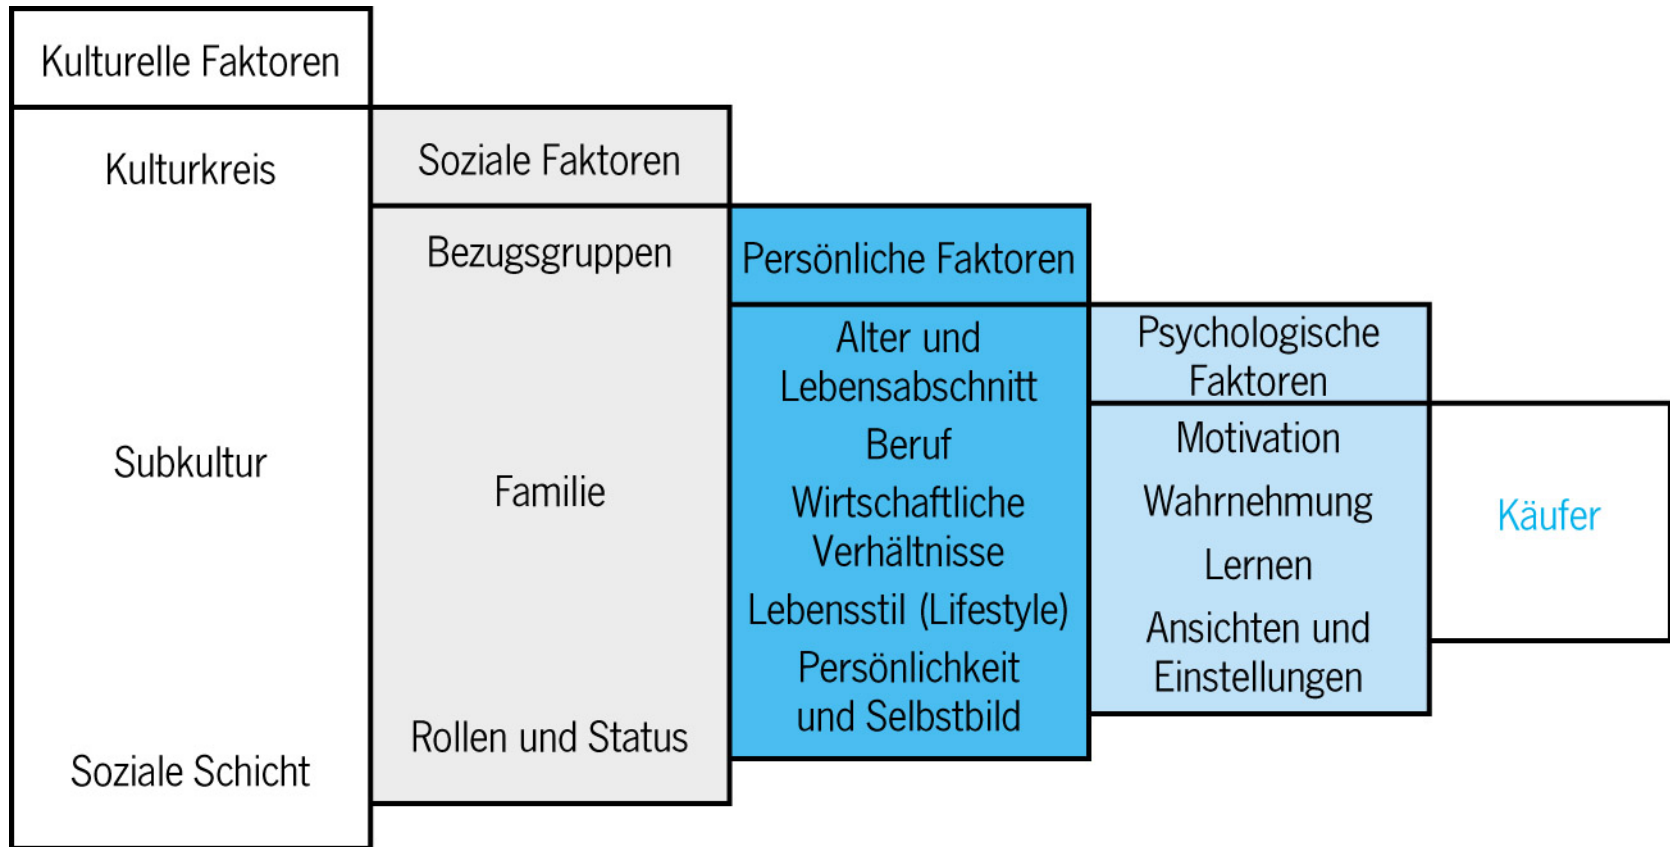 Kulturelle Faktoren
Kulturkreis
Subkultur
Soziale Schicht
Soziale Faktoren
Bezugsgruppen
Familie
Rollen und Status
Persönliche Faktoren
Alter und
Lebensabschnitt
Beruf
Wirtschaftliche
Verhältnisse
Lebensstil (Lifestyle)
Persönlichkeit
und Selbstbild
Psychologische
Faktoren
Motivation
Wahrnehmung
Lernen
Ansichten und
Einstellungen
Käufer